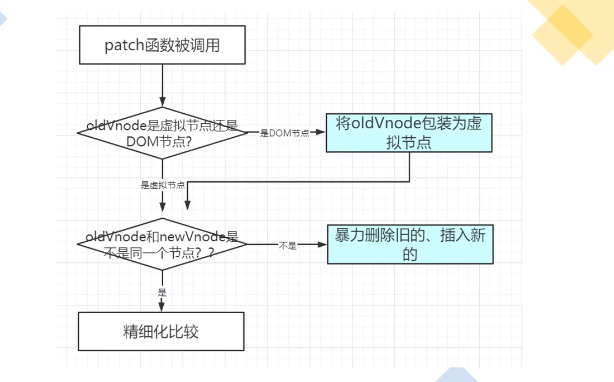 patch函数被调用
oldVnode是虚拟节点还是
DOM节点?
是DOM节点
将oldVnode包装为虚
拟节点
是虚拟节点
oldVnode和newVnode是
不是同一个节点？?
不是
暴力删除旧的、插入新
的
是
精细化比较